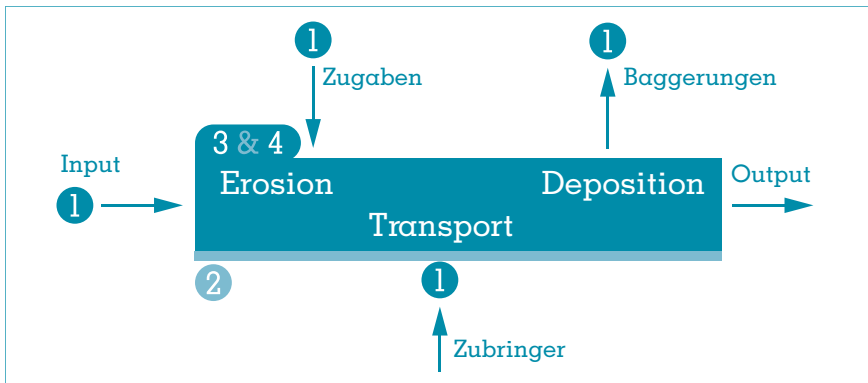 1
1
Zugaben
Baggerungen
3 & 4
Input
Output
1
Erosion
Deposition
Transport
2
1
Zubringer